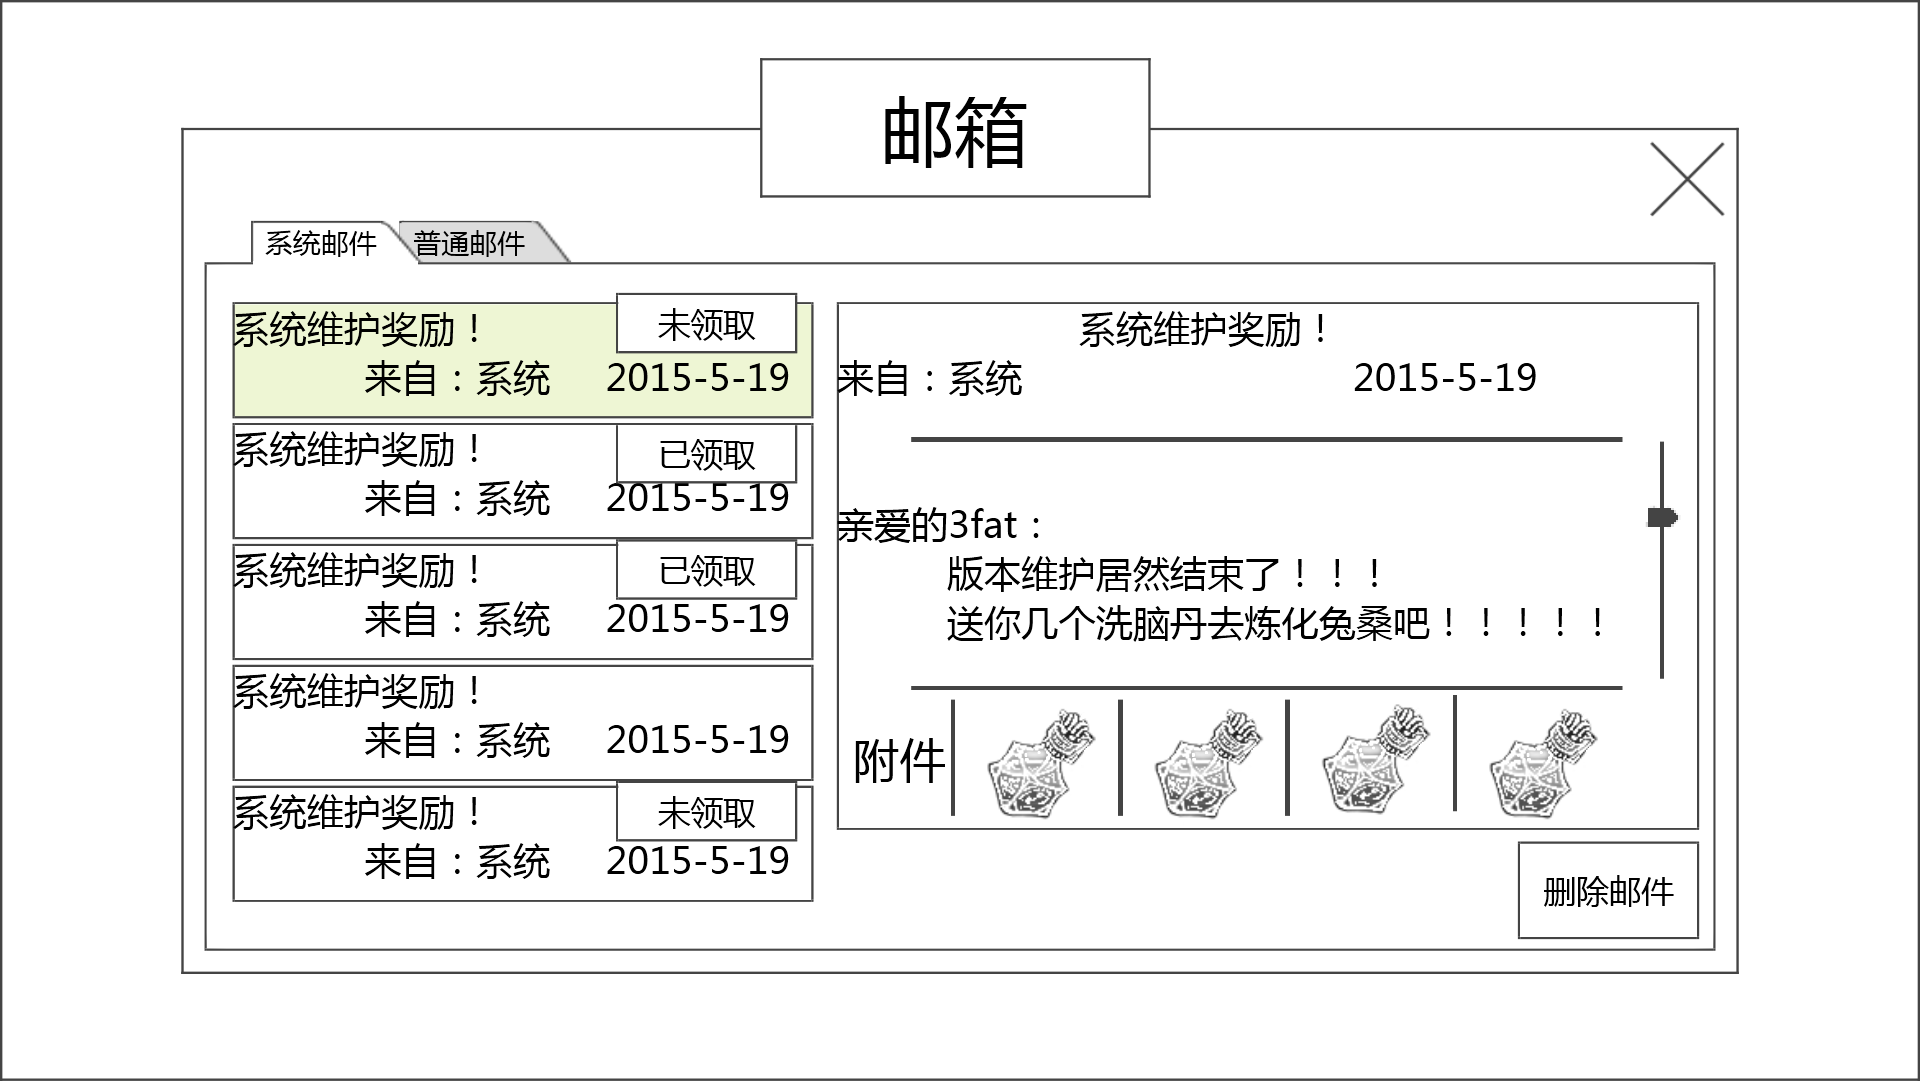 邮箱
系统邮件
普通邮件
系统维护奖励！
未领取
来自：系统 2015-5-19
系统维护奖励！
已领取
来自：系统 2015-5-19
系统维护奖励！
已领取
来自：系统 2015-5-19
系统维护奖励！
来自：系统 2015-5-19
系统维护奖励！
未领取
来自：系统 2015-5-19
系统维护奖励！
来自：系统 2015-5-19
亲爱的3fat：
版本维护居然结束了！！！
送你几个洗脑丹去炼化兔桑吧！！！！！
附件
删除邮件